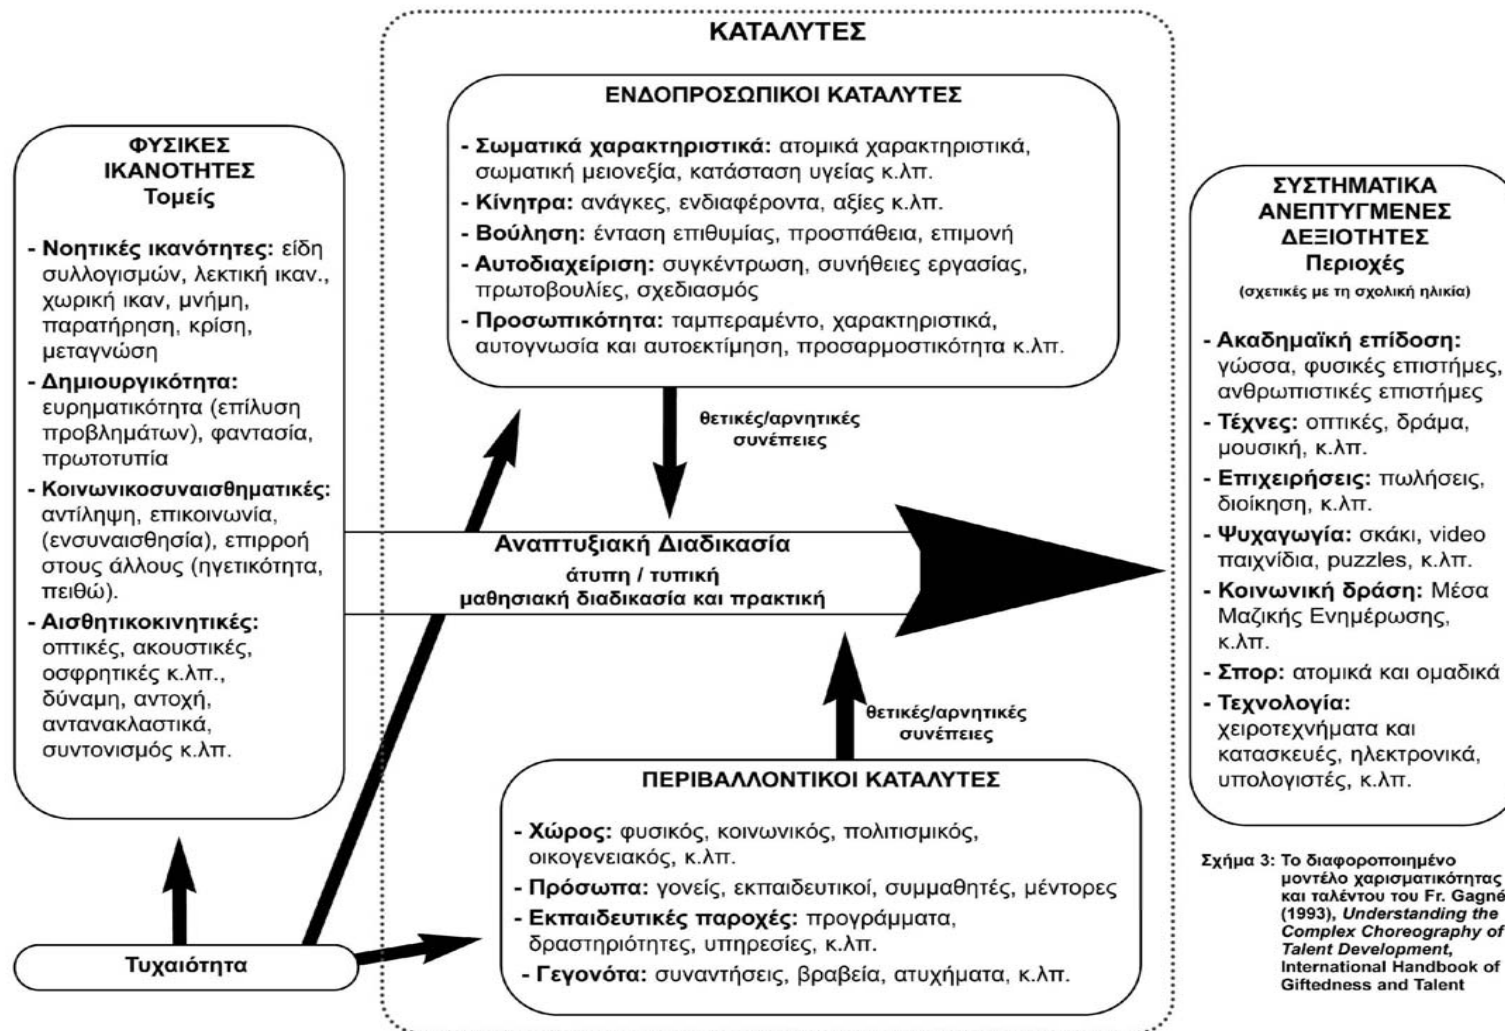 ΚΑΤΑΛΥΤΕΣ
ΦΥΣΙΚΕΣ
ΙΚΑΝΟΤΗΤΕΣ
Τομείς
- Νοητικές ικανότητες: είδη
συλλογισμών, λεκτική ικαν.,
χωρική ικαν, μνήμη,
παρατήρηση, κρίση,
μεταγνώση
- Δημιουργικότητα:
ευρηματικότητα (επίλυση
προβλημάτων), φαντασία,
πρωτοτυπία
- Κοινωνικοσυναισθηματικές:
αντίληψη, επικοινωνία,
(ενσυναισθησία), επιρροή
στους άλλους (ηγετικότητα,
πειθώ).
- Αισθητικοκινητικές:
οπτικές, ακουστικές,
οσφρητικές κ.λπ.,
δύναμη, αντοχή,
αντανακλαστικά,
συντονισμός κ.λπ.
Τυχαιότητα
ΕΝΔΟΠΡΟΣΩΠΙΚΟΙ ΚΑΤΑΛΥΤΕΣ
- Σωματικά χαρακτηριστικά: ατομικά χαρακτηριστικά,
σωματική μειονεξία, κατάσταση υγείας κ.λπ.
- Κίνητρα: ανάγκες, ενδιαφέροντα, αξίες κ.λπ.
- Βούληση: ένταση επιθυμίας, προσπάθεια, επιμονή
- Αυτοδιαχείριση: συγκέντρωση, συνήθειες εργασίας,
πρωτοβουλίες, σχεδιασμός
- Προσωπικότητα: ταμπεραμέντο, χαρακτηριστικά,
αυτογνωσία και αυτοεκτίμηση, προσαρμοστικότητα κ.λπ.
θετικές/αρνητικές
συνέπειες
Αναπτυξιακή Διαδικασία
άτυπη / τυπική
μαθησιακή διαδικασία και πρακτική
θετικές/αρνητικές
συνέπειες
ΠΕΡΙΒΑΛΛΟΝΤΙΚΟΙ ΚΑΤΑΛΥΤΕΣ
- Χώρος: φυσικός, κοινωνικός, πολιτισμικός,
οικογενειακός, κ.λπ.
- Πρόσωπα: γονείς, εκπαιδευτικοί, συμμαθητές, μέντορες
- Εκπαιδευτικές παροχές: προγράμματα,
δραστηριότητες, υπηρεσίες, κ.λπ.
- Γεγονότα: συναντήσεις, βραβεία, ατυχήματα, κ.λπ.
ΣΥΣΤΗΜΑΤΙΚΑ
ΑΝΕΠΤΥΓΜΕΝΕΣ
ΔΕΞΙΟΤΗΤΕΣ
Περιοχές
(σχετικές με τη σχολική ηλικία)
- Ακαδημαϊκή επίδοση:
γώσσα, φυσικές επιστήμες,
ανθρωπιστικές επιστήμες
- Τέχνες: οπτικές, δράμα,
μουσική, κ.λπ.
- Επιχειρήσεις: πωλήσεις,
διοίκηση, κ.λπ.
- Ψυχαγωγία: σκάκι, video
παιχνίδια, puzzles, κ.λπ.
- Κοινωνική δράση: Μέσα
Μαζικής Ενημέρωσης,
κ.λπ.
- Σπορ: ατομικά και ομαδικά
- Τεχνολογία:
χειροτεχνήματα και
κατασκευές, ηλεκτρονικά,
υπολογιστές, κ.λπ.
Σχήμα 3: Το διαφοροποιημένο
μοντέλο χαρισματικότητας
και ταλέντου του Fr. Gagné
(1993), Understanding the
Complex Choreography of
Talent Development,
International Handbook of
Giftedness and Talent